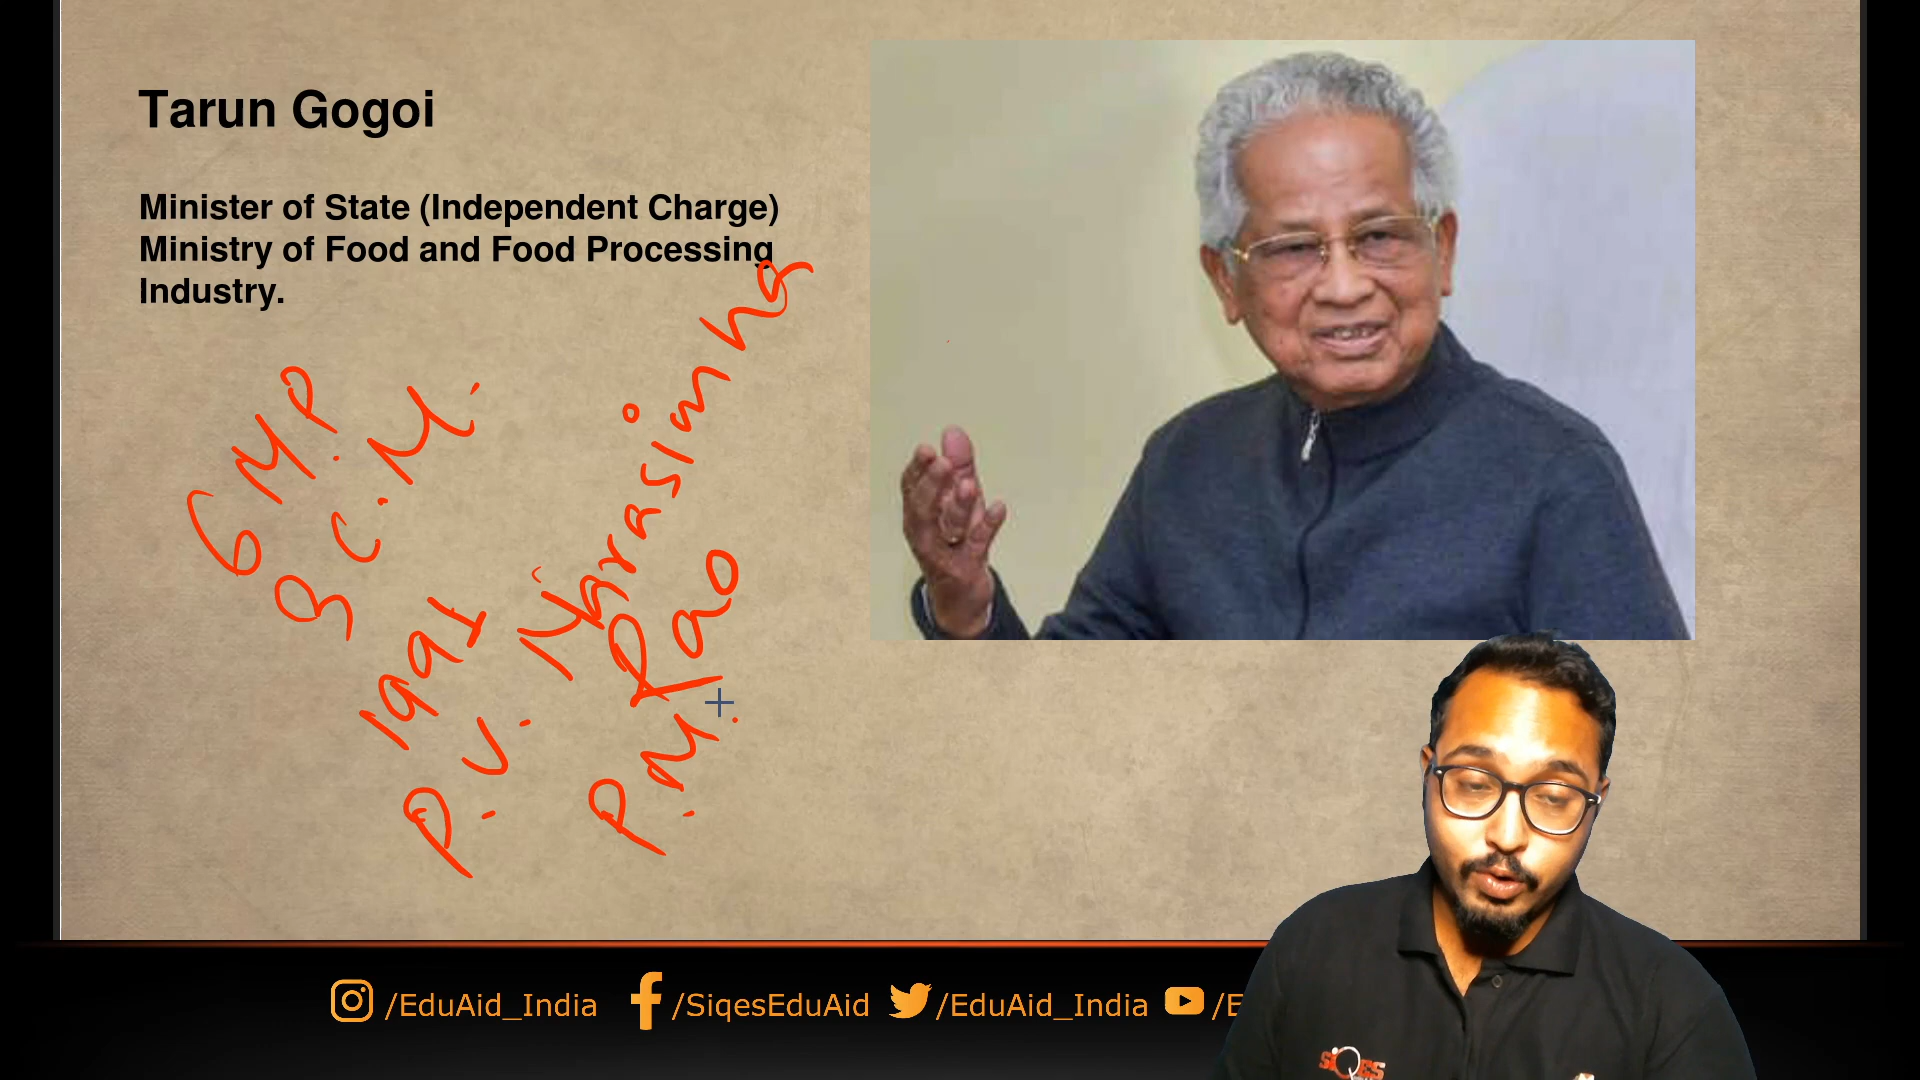 Tarun Gogoi
Minister of State (Independent Charge)
Ministry of Food and Food Processing
Industry.
6 M.P.
3 C.M.
1991
P.V. Narasimha
Rao
P.M.
/EduAid_India
/SiqesEduAid
/EduAid_India
/E
SIQES